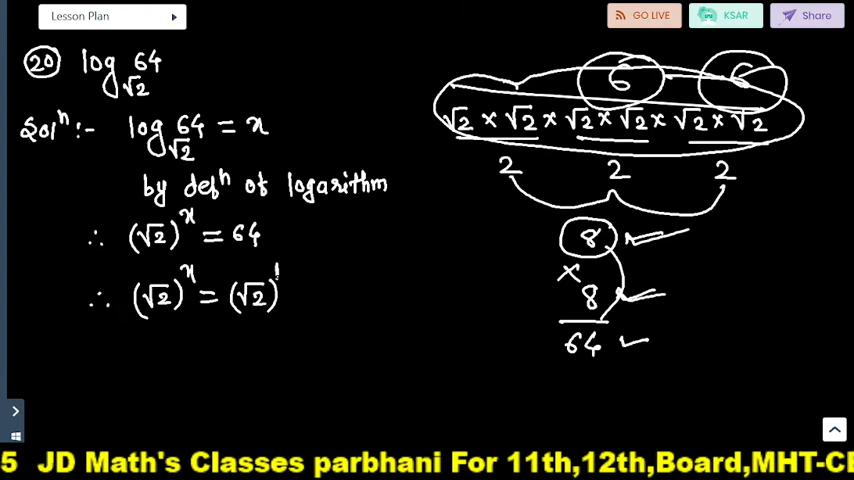 Lesson Plan
GO LIVE
KSAR
Share
20 log√2 64
Solⁿ:- log√2 64 = x
by defⁿ of logarithm
∴ (√2)ˣ = 64
∴ (√2)ˣ = (√2)
6 6
√2 × √2 × √2 × √2 × √2 × √2
2 2 2
8
×
8
64
5 JD Math's Classes parbhani For 11th,12th,Board,MHT-CE